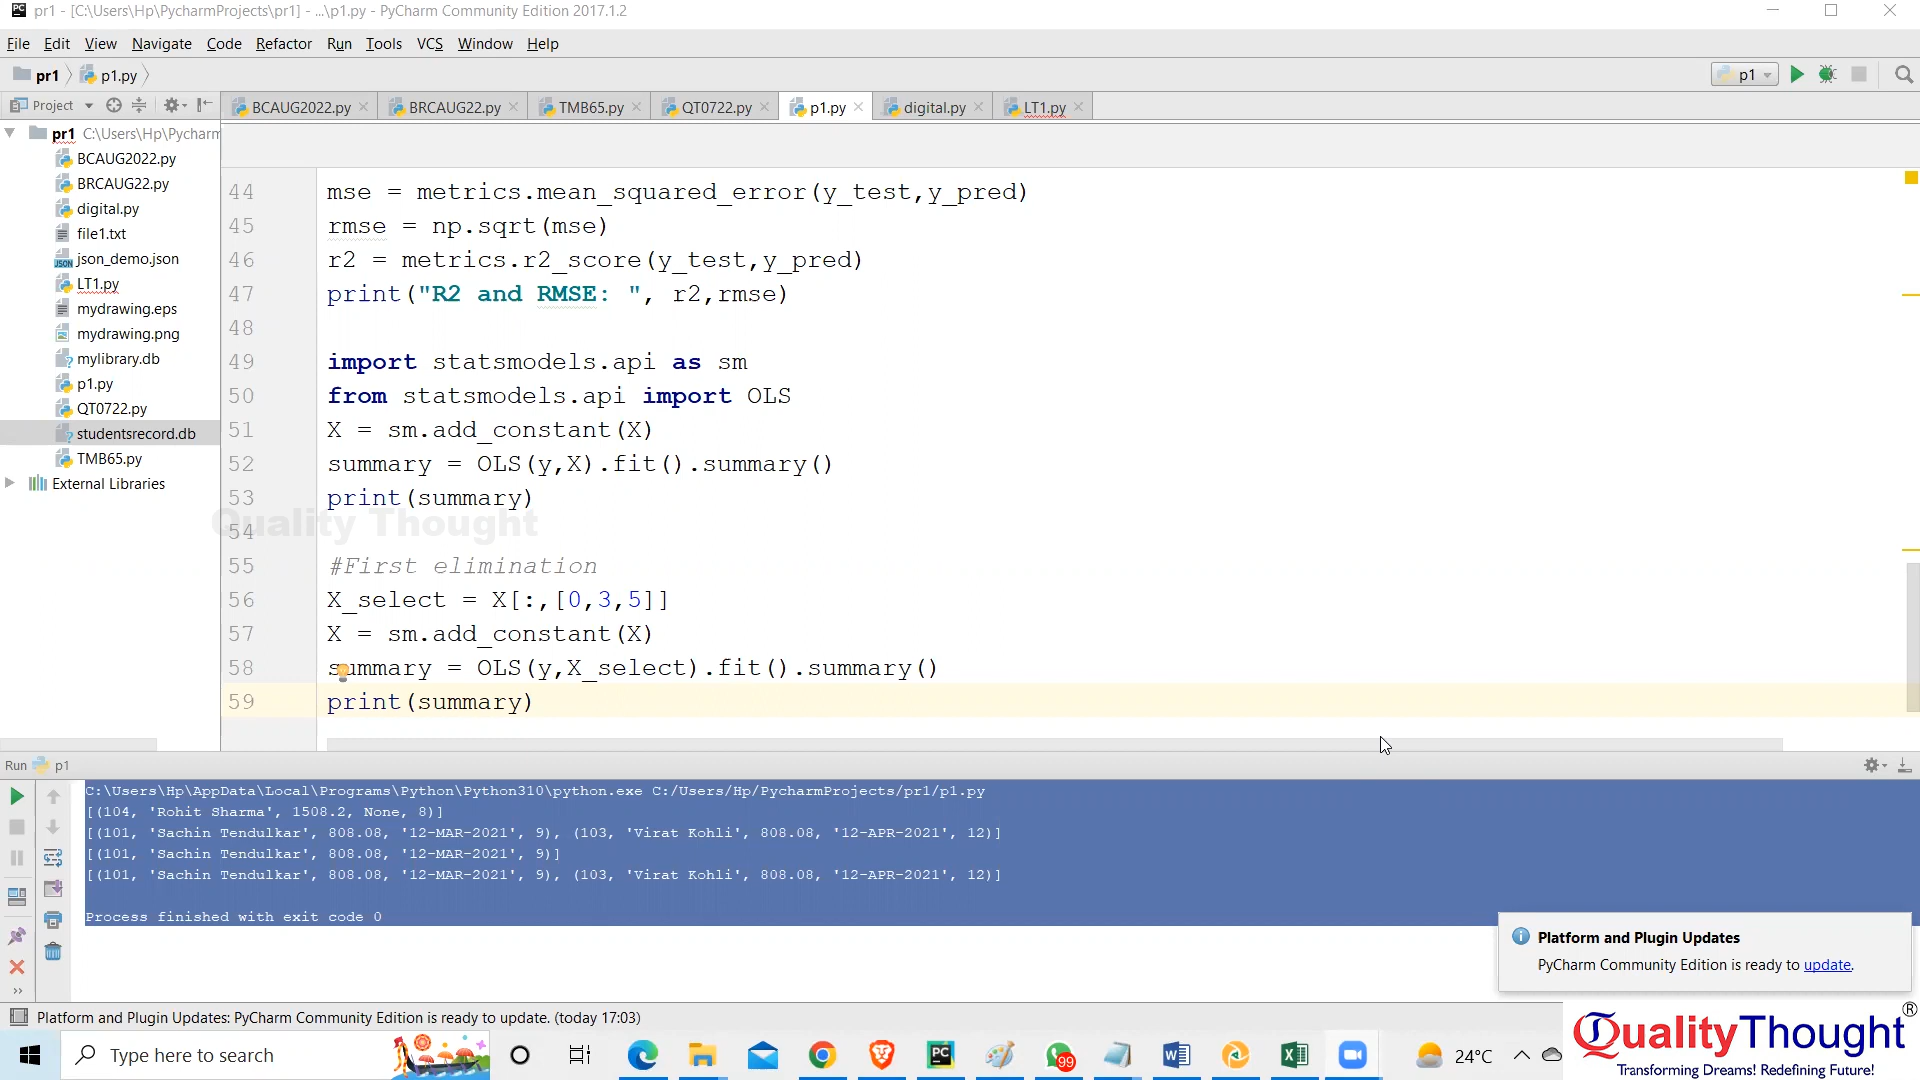 pr1 - [C:\Users\Hp\PycharmProjects\pr1] - ...\p1.py - PyCharm Community Edition 2017.1.2
File Edit View Navigate Code Refactor Run Tools VCS Window Help
pr1 p1.py p1
Project BCAUG2022.py BRCAUG22.py TMB65.py QT0722.py p1.py digital.py LT1.py
pr1 C:\Users\Hp\Pycharm
BCAUG2022.py
BRCAUG22.py
digital.py
file1.txt
json_demo.json
LT1.py
mydrawing.eps
mydrawing.png
mylibrary.db
p1.py
QT0722.py
studentsrecord.db
TMB65.py
External Libraries
44 mse = metrics.mean_squared_error(y_test,y_pred)
45 rmse = np.sqrt(mse)
46 r2 = metrics.r2_score(y_test,y_pred)
47 print("R2 and RMSE: ", r2,rmse)
48
49 import statsmodels.api as sm
50 from statsmodels.api import OLS
51 X = sm.add_constant(X)
52 summary = OLS(y,X).fit().summary()
53 print(summary)
Quality Thought
54
55 #First elimination
56 X_select = X[:,[0,3,5]]
57 X = sm.add_constant(X)
58 summary = OLS(y,X_select).fit().summary()
59 print(summary)
Run p1
C:\Users\Hp\AppData\Local\Programs\Python\Python310\python.exe C:/Users/Hp/PycharmProjects/pr1/p1.py
[(104, 'Rohit Sharma', 1508.2, None, 8)]
[(101, 'Sachin Tendulkar', 808.08, '12-MAR-2021', 9), (103, 'Virat Kohli', 808.08, '12-APR-2021', 12)]
[(101, 'Sachin Tendulkar', 808.08, '12-MAR-2021', 9)]
[(101, 'Sachin Tendulkar', 808.08, '12-MAR-2021', 9), (103, 'Virat Kohli', 808.08, '12-APR-2021', 12)]
Process finished with exit code 0
Platform and Plugin Updates
PyCharm Community Edition is ready to update.
Platform and Plugin Updates: PyCharm Community Edition is ready to update. (today 17:03)
Type here to search
99
24°C
QualityThought®
Transforming Dreams! Redefining Future!